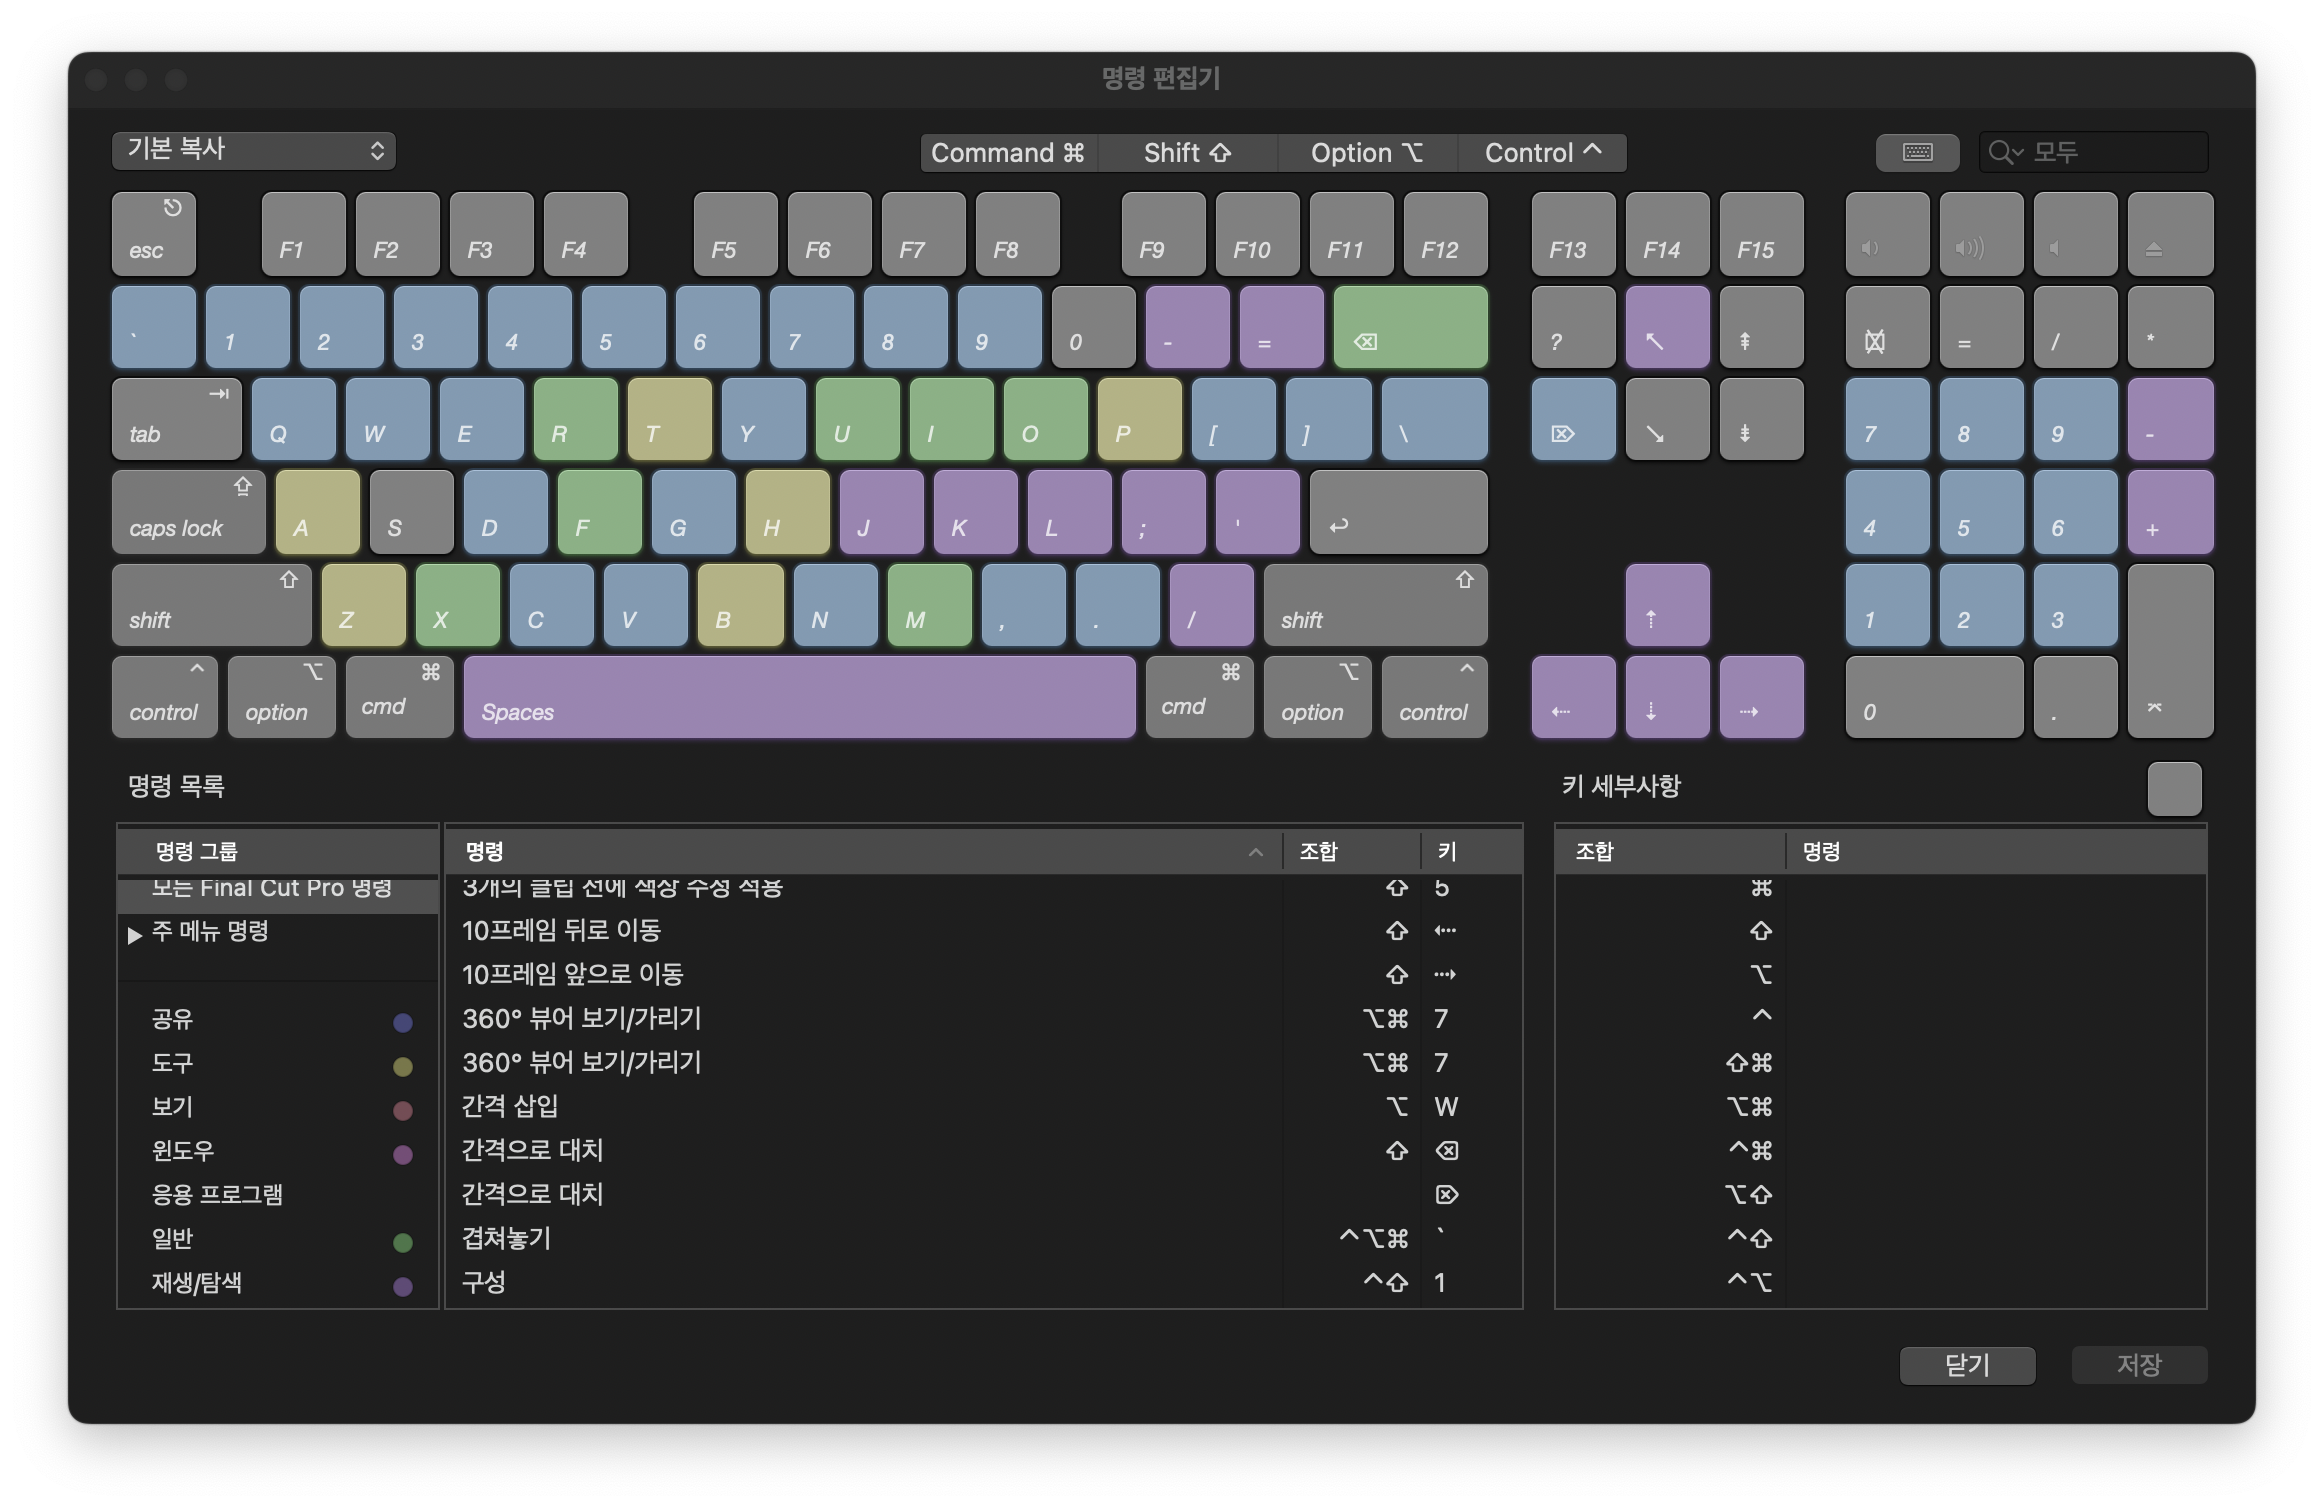 명령 편집기
기본 복사
Command ⌘ Shift ⇧ Option ⌥ Control ^
모두
esc F1 F2 F3 F4 F5 F6 F7 F8 F9 F10 F11 F12 F13 F14 F15
` 1 2 3 4 5 6 7 8 9 0 - = ⌫ ? ↖ ⇞ = / *
tab ⇥ Q W E R T Y U I O P [ ] \ ⌦ ↘ ⇟ 7 8 9 -
caps lock A S D F G H J K L ; ' ↩ 4 5 6 +
shift ⇧ Z X C V B N M , . / shift ⇧ ⇡ 1 2 3
control ^ option ⌥ cmd ⌘ Spaces cmd ⌘ option ⌥ control ^ ⇠ ⇣ ⇢ 0 . ⌤
명령 목록
키 세부사항
명령 그룹
모든 Final Cut Pro 명령
주 메뉴 명령
공유
도구
보기
윈도우
응용 프로그램
일반
재생/탐색
명령 조합 키
3개의 클립 전에 색상 수정 적용 ⇧ 5
10프레임 뒤로 이동 ⇧ ⇠
10프레임 앞으로 이동 ⇧ ⇢
360° 뷰어 보기/가리기 ⌥⌘ 7
360° 뷰어 보기/가리기 ⌥⌘ 7
간격 삽입 ⌥ W
간격으로 대치 ⇧ ⌫
간격으로 대치 ⌦
겹쳐놓기 ^⌥⌘ `
구성 ^⇧ 1
조합 명령
⌘
⇧
⌥
^
⇧⌘
⌥⌘
^⌘
⌥⇧
^⇧
^⌥
닫기
저장